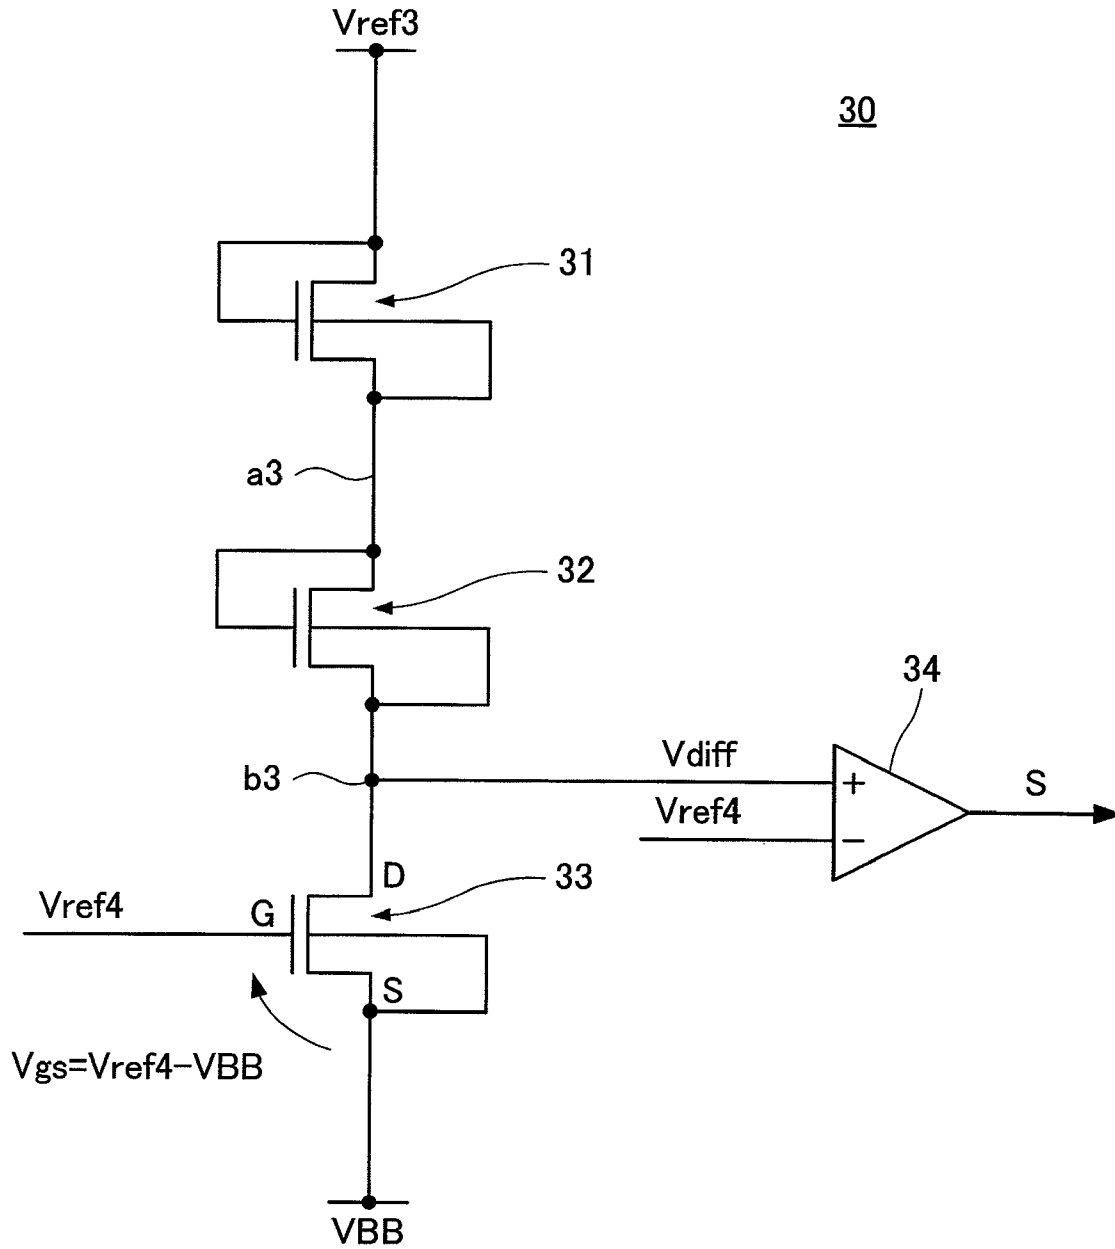 Vref3
30
31
a3
32
34
Vdiff
b3
+
S
Vref4
−
D
33
Vref4
G
S
Vgs=Vref4−VBB
VBB